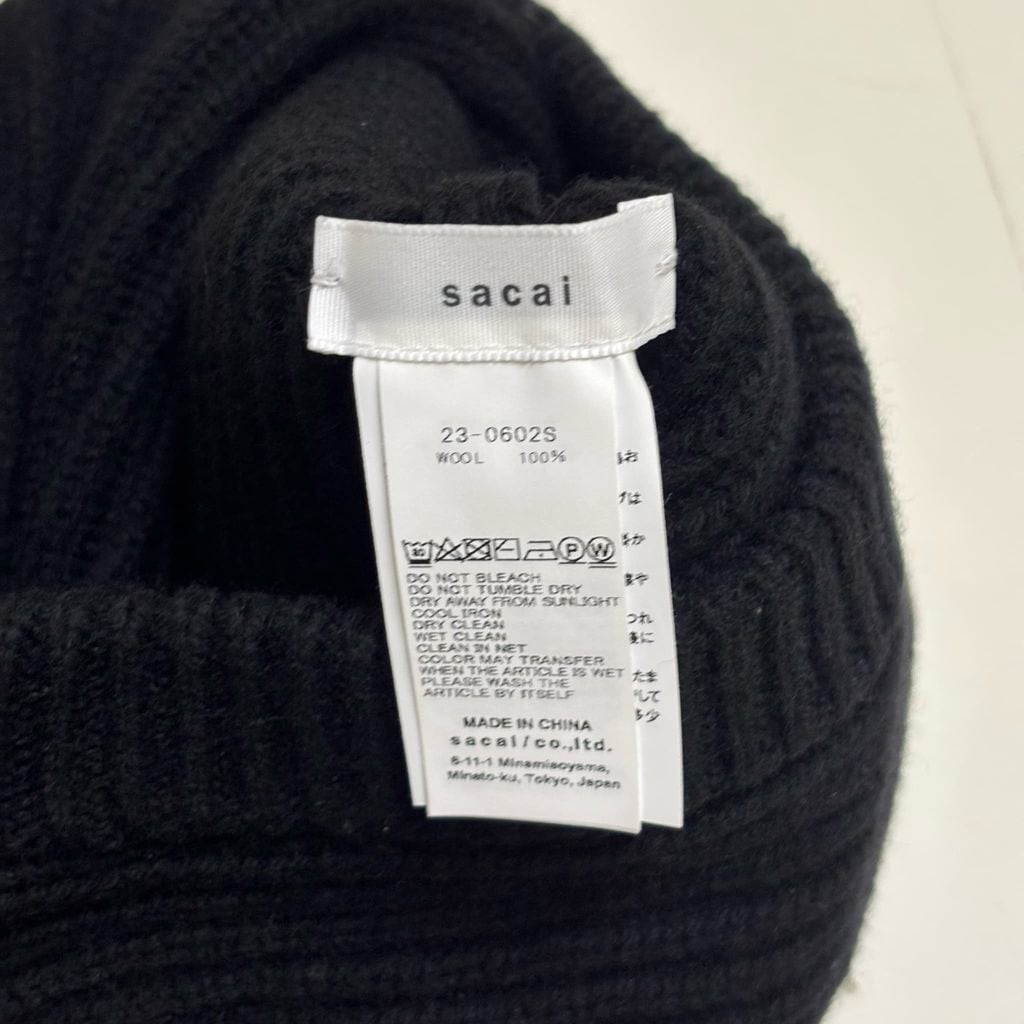 sacai
23-0602S
WOOL 100%
DO NOT BLEACH
DO NOT TUMBLE DRY
DRY AWAY FROM SUNLIGHT
COOL IRON
DRY CLEAN
WET CLEAN
CLEAN IN NET
COLOR MAY TRANSFER
WHEN THE ARTICLE IS WET
PLEASE WASH THE
ARTICLE BY ITSELF
MADE IN CHINA
sacai/co.,ltd.
6-11-1 Minamiaoyama,
Minato-ku, Tokyo, Japan